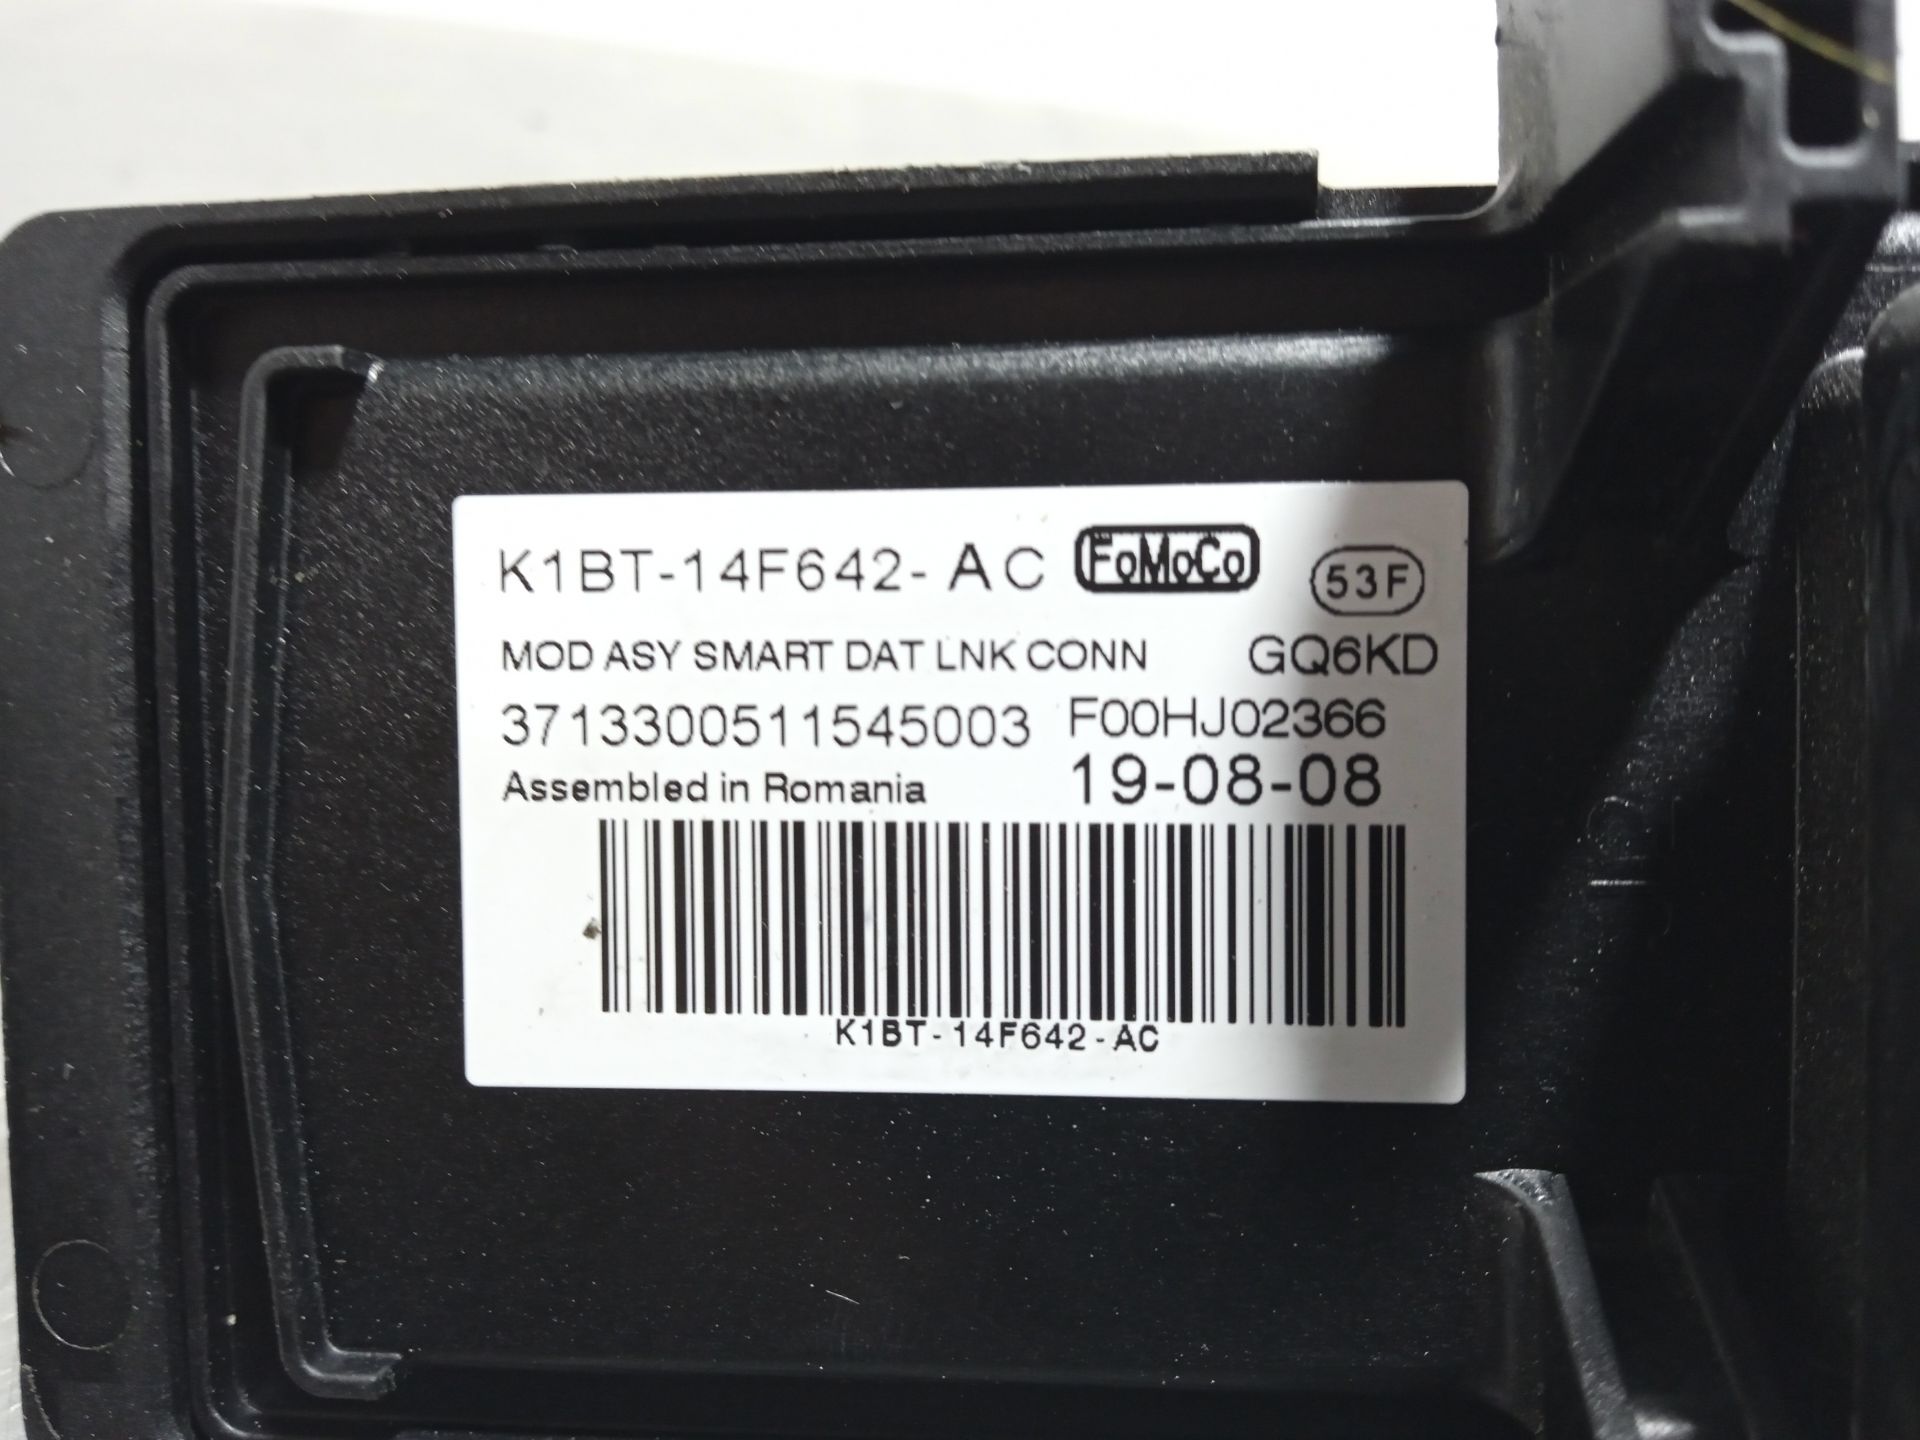 K1BT-14F642- AC FoMoCo 53F
MOD ASY SMART DAT LNK CONN GQ6KD
3713300511545003 F00HJ02366
Assembled in Romania 19-08-08
K1BT-14F642-AC